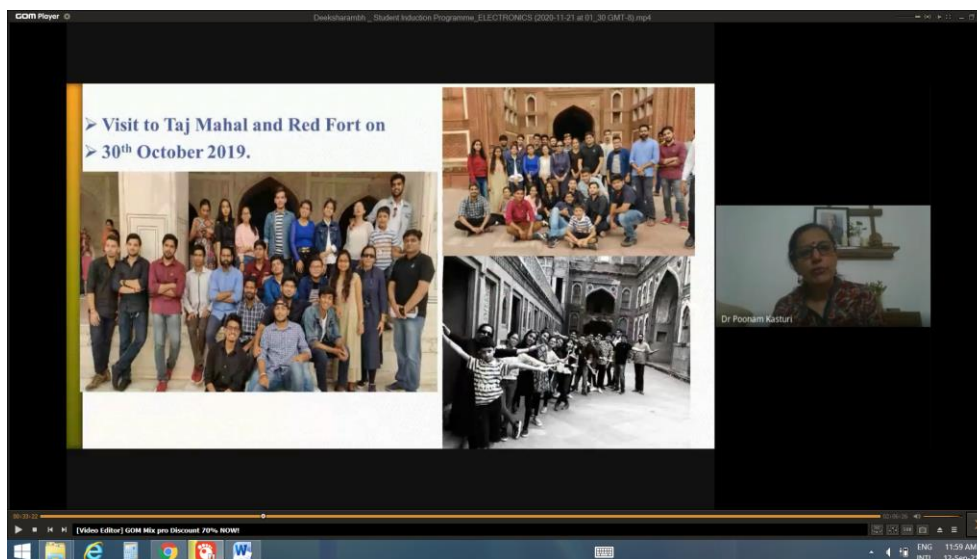 GOM Player
Deeksharambh _ Student Induction Programme_ELECTRONICS (2020-11-21 at 01_30 GMT-8).mp4
➢ Visit to Taj Mahal and Red Fort on
➢ 30th October 2019.
Dr Poonam Kasturi
[Video Editor] GOM Mix pro Discount 70% NOW!
ENG
11:59 AM
INTL